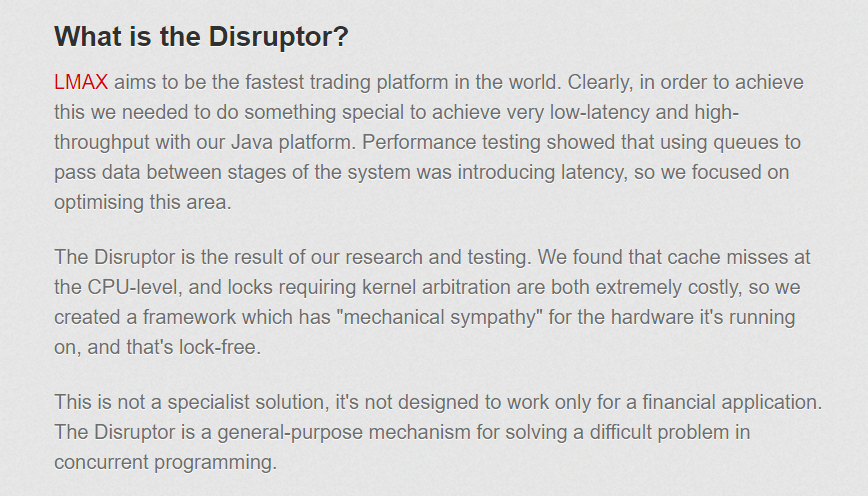 What is the Disruptor?
LMAX aims to be the fastest trading platform in the world. Clearly, in order to achieve
this we needed to do something special to achieve very low-latency and high-
throughput with our Java platform. Performance testing showed that using queues to
pass data between stages of the system was introducing latency, so we focused on
optimising this area.
The Disruptor is the result of our research and testing. We found that cache misses at
the CPU-level, and locks requiring kernel arbitration are both extremely costly, so we
created a framework which has "mechanical sympathy" for the hardware it's running
on, and that's lock-free.
This is not a specialist solution, it's not designed to work only for a financial application.
The Disruptor is a general-purpose mechanism for solving a difficult problem in
concurrent programming.